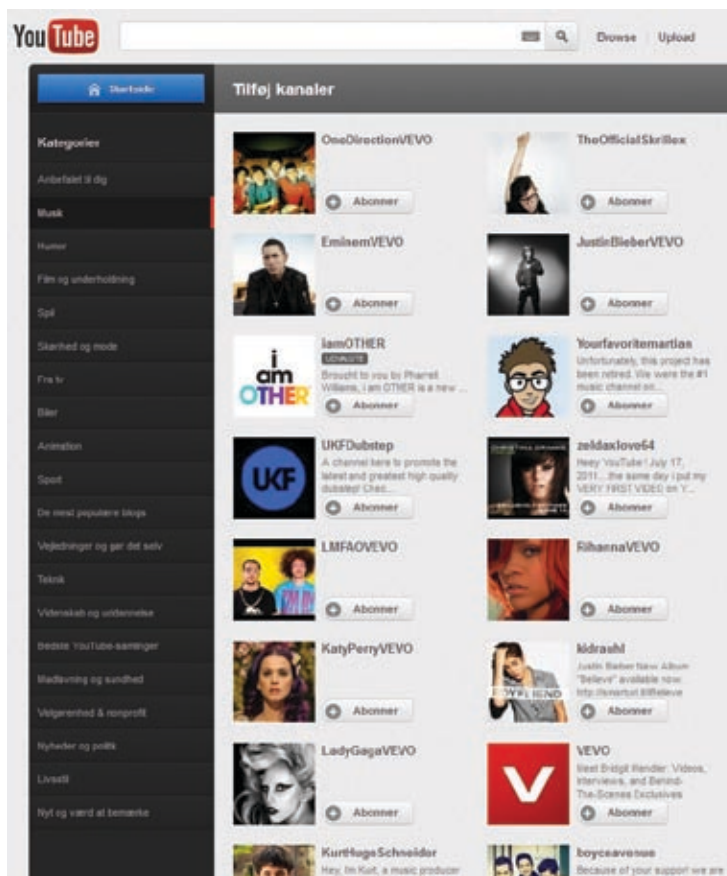 YouTube
Browse Upload
Startside
Tilføj kanaler
Kategorier
Anbefalet til dig
Musik
Humor
Film og underholdning
Spil
Skønhed og mode
Fra tv
Biler
Animation
Sport
De mest populære blogs
Vejledninger og gør det selv
Teknik
Videnskab og uddannelse
Bedste YouTube-samlinger
Madlavning og sundhed
Velgørenhed & nonprofit
Nyheder og politik
Livsstil
Nyt og værd at bemærke
OneDirectionVEVO
Abonner
TheOfficialSkrillex
Abonner
EminemVEVO
Abonner
JustinBieberVEVO
Abonner
i
am
OTHER
iamOTHER
UDVALGTE
Brought to you by Pharrell
Williams, i am OTHER is a new ...
Abonner
Yourfavoritemartian
Unfortunately, this project has
been retired. We were the #1
music channel on...
Abonner
UKF
UKFDubstep
A channel here to promote the
latest and greatest high quality
dubstep! Chec...
Abonner
zeldaxlove64
Heey YouTube! July 17,
2011....the same day i put my
VERY FIRST VIDEO on Y...
Abonner
LMFAOVEVO
Abonner
RihannaVEVO
Abonner
KatyPerryVEVO
Abonner
BOYFRIEND
kidrauhl
Justin Bieber New Album
"Believe" available now.
Abonner
LadyGagaVEVO
Abonner
V
VEVO
Meet Bridgit Mendler: Videos,
Interviews, and Behind-
The-Scenes Exclusives
Abonner
KurtHugoSchneider
Hey, I'm Kurt, a music producer
boyceavenue
Because of your support we are